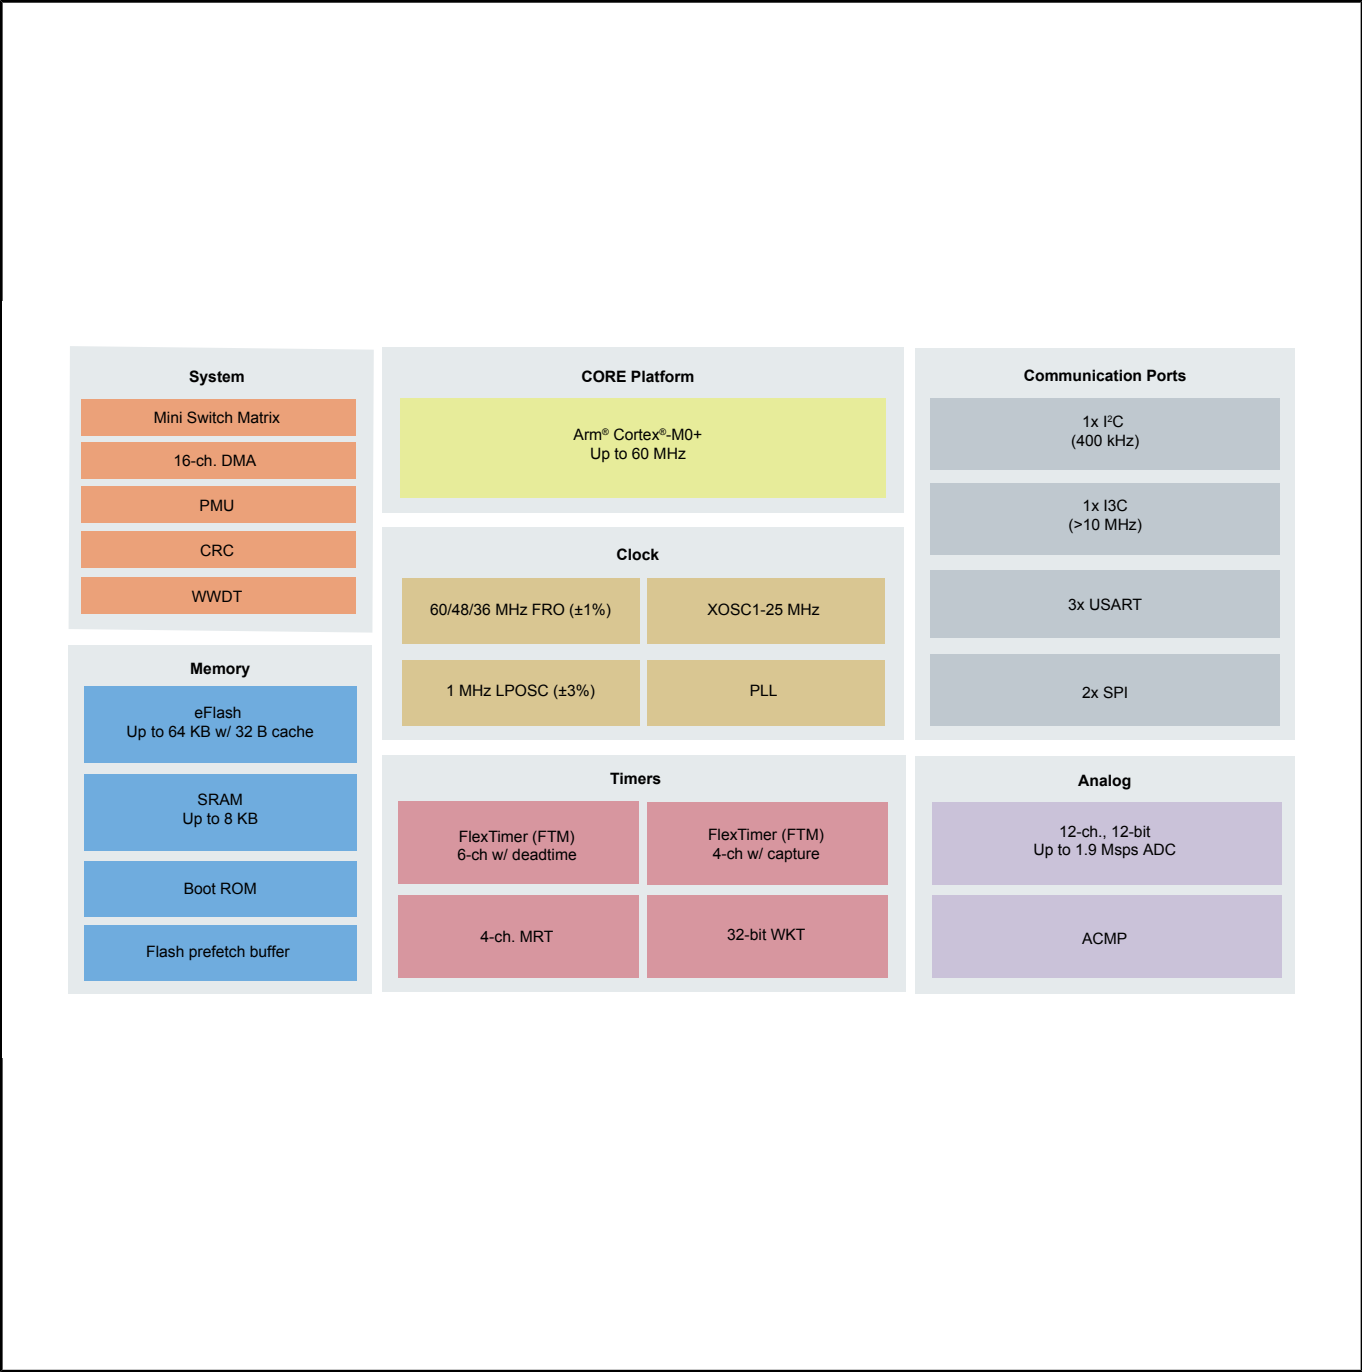 System
Mini Switch Matrix
16-ch. DMA
PMU
CRC
WWDT
Memory
eFlash
Up to 64 KB w/ 32 B cache
SRAM
Up to 8 KB
Boot ROM
Flash prefetch buffer
CORE Platform
Arm® Cortex®-M0+
Up to 60 MHz
Clock
60/48/36 MHz FRO (±1%)
XOSC1-25 MHz
1 MHz LPOSC (±3%)
PLL
Timers
FlexTimer (FTM)
6-ch w/ deadtime
FlexTimer (FTM)
4-ch w/ capture
4-ch. MRT
32-bit WKT
Communication Ports
1x I²C
(400 kHz)
1x I3C
(>10 MHz)
3x USART
2x SPI
Analog
12-ch., 12-bit
Up to 1.9 Msps ADC
ACMP